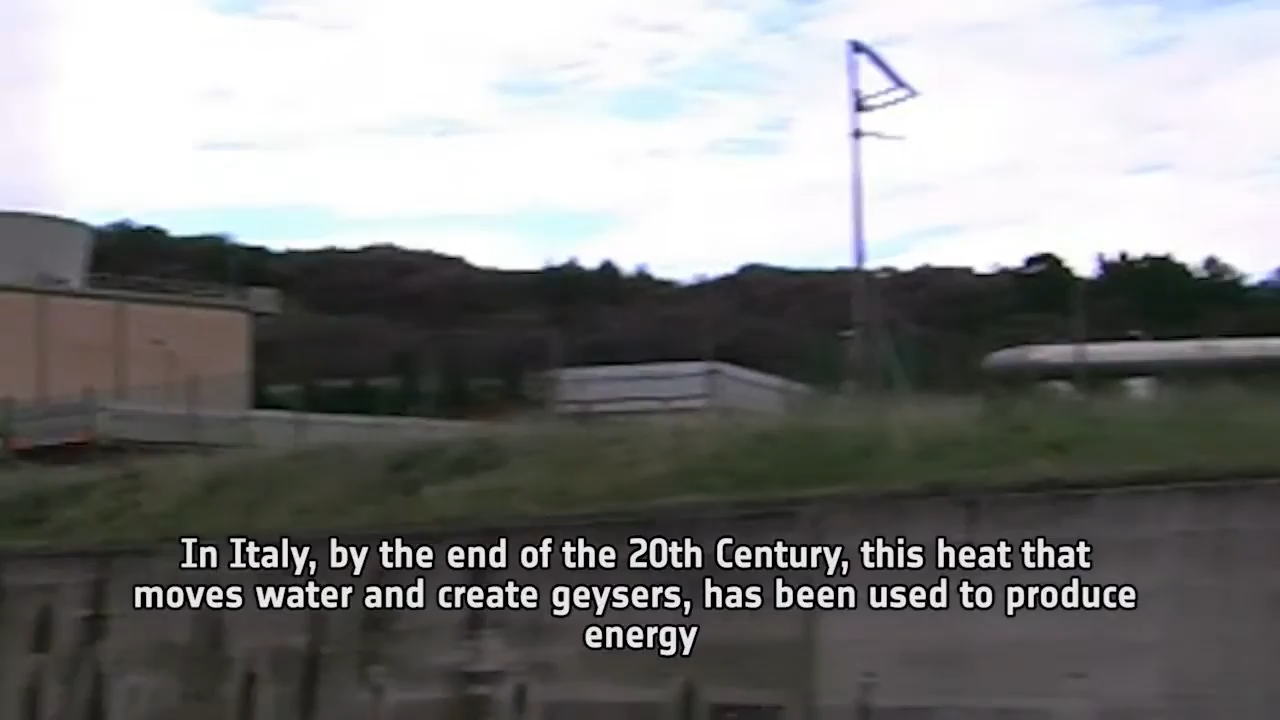 In Italy, by the end of the 20th Century, this heat that
moves water and create geysers, has been used to produce
energy